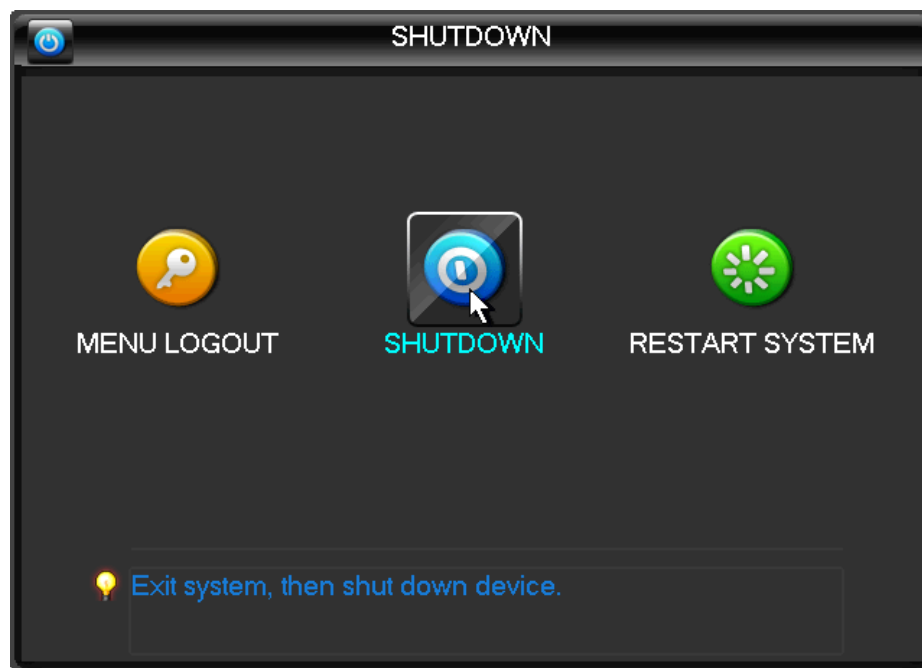 SHUTDOWN
MENU LOGOUT
SHUTDOWN
RESTART SYSTEM
Exit system, then shut down device.